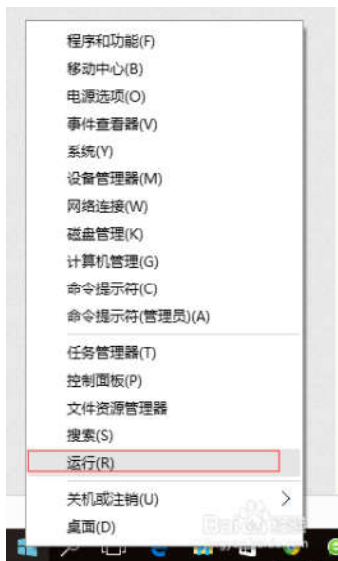 程序和功能(F)
移动中心(B)
电源选项(O)
事件查看器(V)
系统(Y)
设备管理器(M)
网络连接(W)
磁盘管理(K)
计算机管理(G)
命令提示符(C)
命令提示符(管理员)(A)
任务管理器(T)
控制面板(P)
文件资源管理器
搜索(S)
运行(R)
关机或注销(U)
桌面(D)